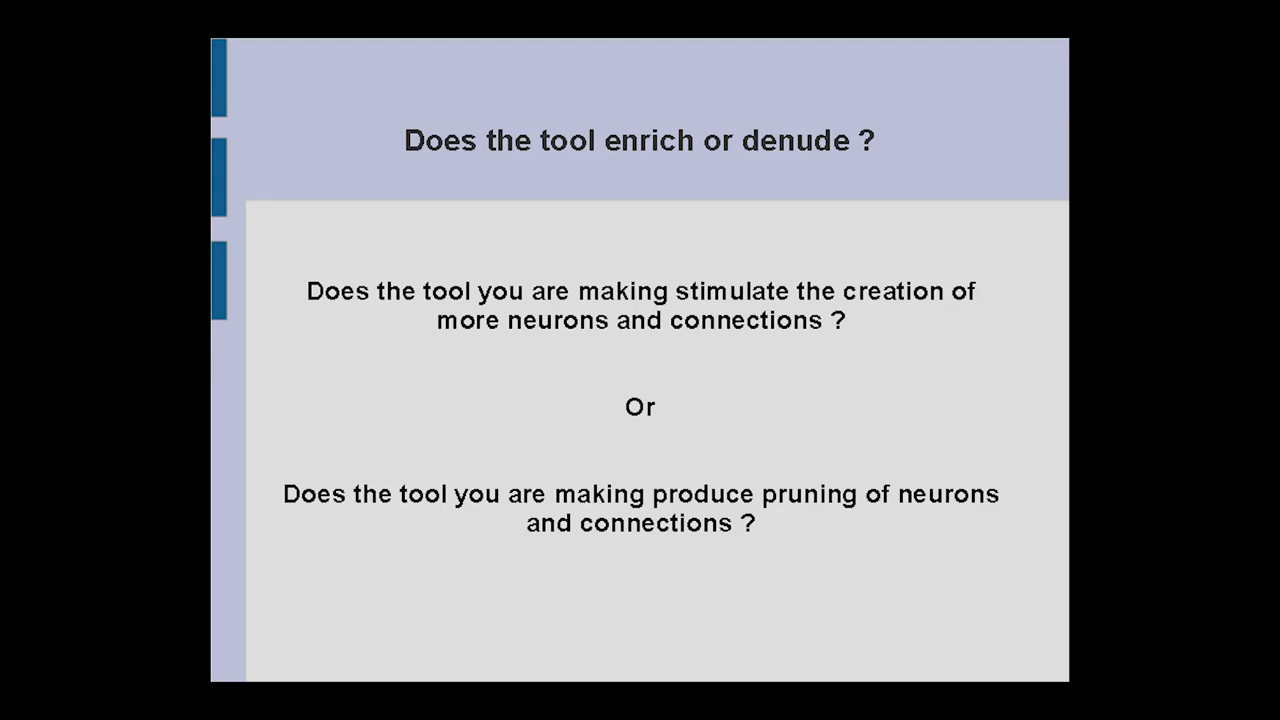 Does the tool enrich or denude ?
Does the tool you are making stimulate the creation of
more neurons and connections ?
Or
Does the tool you are making produce pruning of neurons
and connections ?